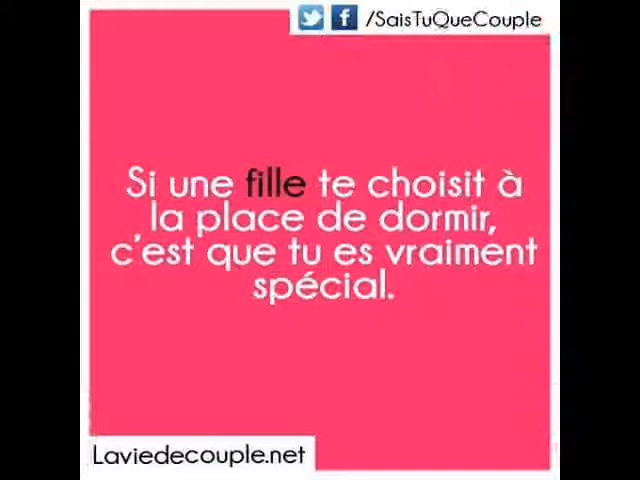 /SaisTuQueCouple
Si une fille te choisit à
la place de dormir,
c'est que tu es vraiment
spécial.
Laviedecouple.net